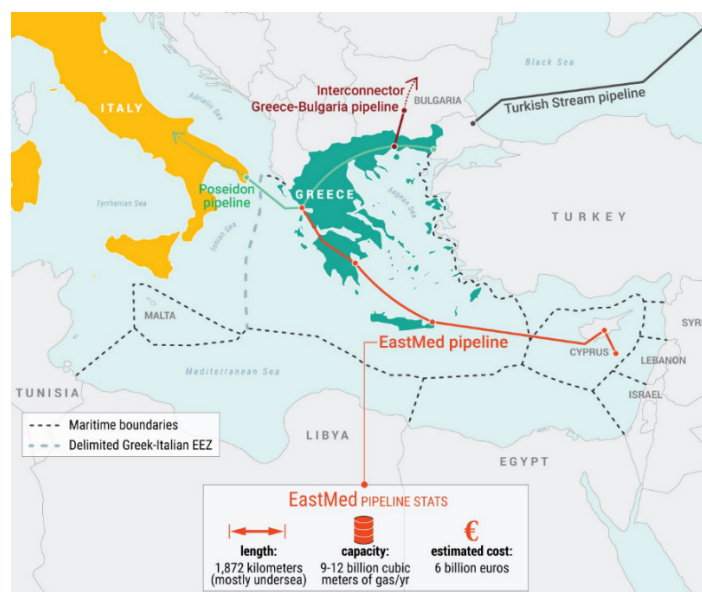 Black Sea
Interconnector
Greece-Bulgaria pipeline
BULGARIA
Turkish Stream pipeline
ITALY
Adriatic Sea
Poseidon
pipeline
GREECE
Aegean Sea
TURKEY
Tyrrhenian Sea
Ionian Sea
MALTA
EastMed pipeline
CYPRUS
SYR
LEBANON
ISRAEL
Mediterranean Sea
TUNISIA
Maritime boundaries
Delimited Greek-Italian EEZ
LIBYA
EGYPT
EastMed PIPELINE STATS
length:
1,872 kilometers
(mostly undersea)
capacity:
9-12 billion cubic
meters of gas/yr
€
estimated cost:
6 billion euros